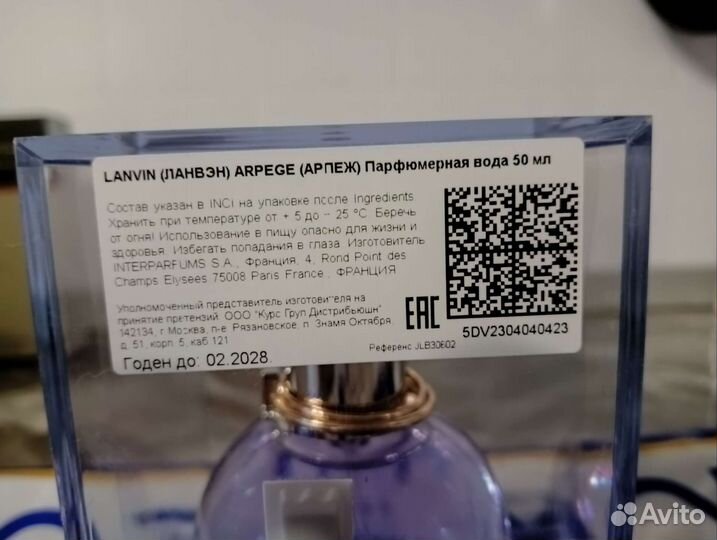 LANVIN (ЛАНВЭН) ARPEGE (АРПЕЖ) Парфюмерная вода 50 мл
Состав указан в INCI на упаковке после Ingredients
Хранить при температуре от + 5 до – 25 °C. Беречь
от огня! Использование в пищу опасно для жизни и
здоровья. Избегать попадания в глаза. Изготовитель
INTERPARFUMS S.A., Франция, 4, Rond Point des
Champs Elysees 75008 Paris France., ФРАНЦИЯ
Уполномоченный представитель изготовителя на
принятие претензий: ООО "Курс Груп Дистрибьюшн"
142134, г Москва, п-е. Рязановское, п. Знамя Октября,
д. 51, корп. 5, каб 121
Годен до: 02.2028
EAC
5DV2304040423
Референс JLB30602
Avito